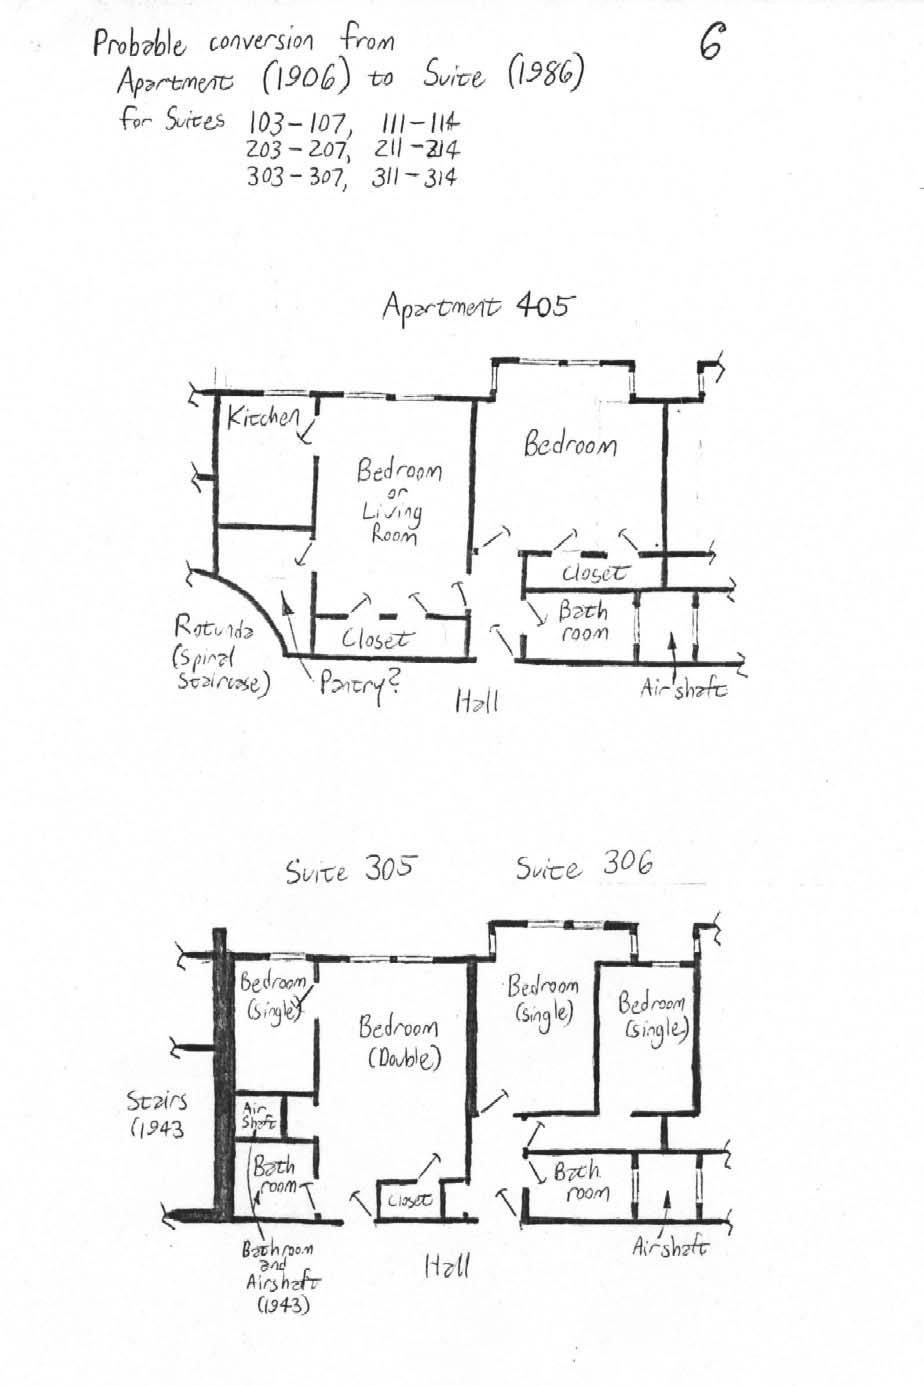 Probable conversion from
6
Apartment (1906) to Suite (1986)
for Suites 103-107, 111-114
203-207, 211-214
303-307, 311-314
Apartment 405
Kitchen
Bedroom
or
Living
Room
Bedroom
Closet
Bath
room
Closet
Rotunda
(Spiral
Staircase)
Pantry?
Hall
Airshaft
Suite 305
Suite 306
Bedroom
(single)
Bedroom
(Double)
Bedroom
(single)
Bedroom
(single)
Stairs
(1943
Air
Shaft
Bath
room
Closet
Bath
room
Bathroom
and
Airshaft
(1943)
Hall
Airshaft